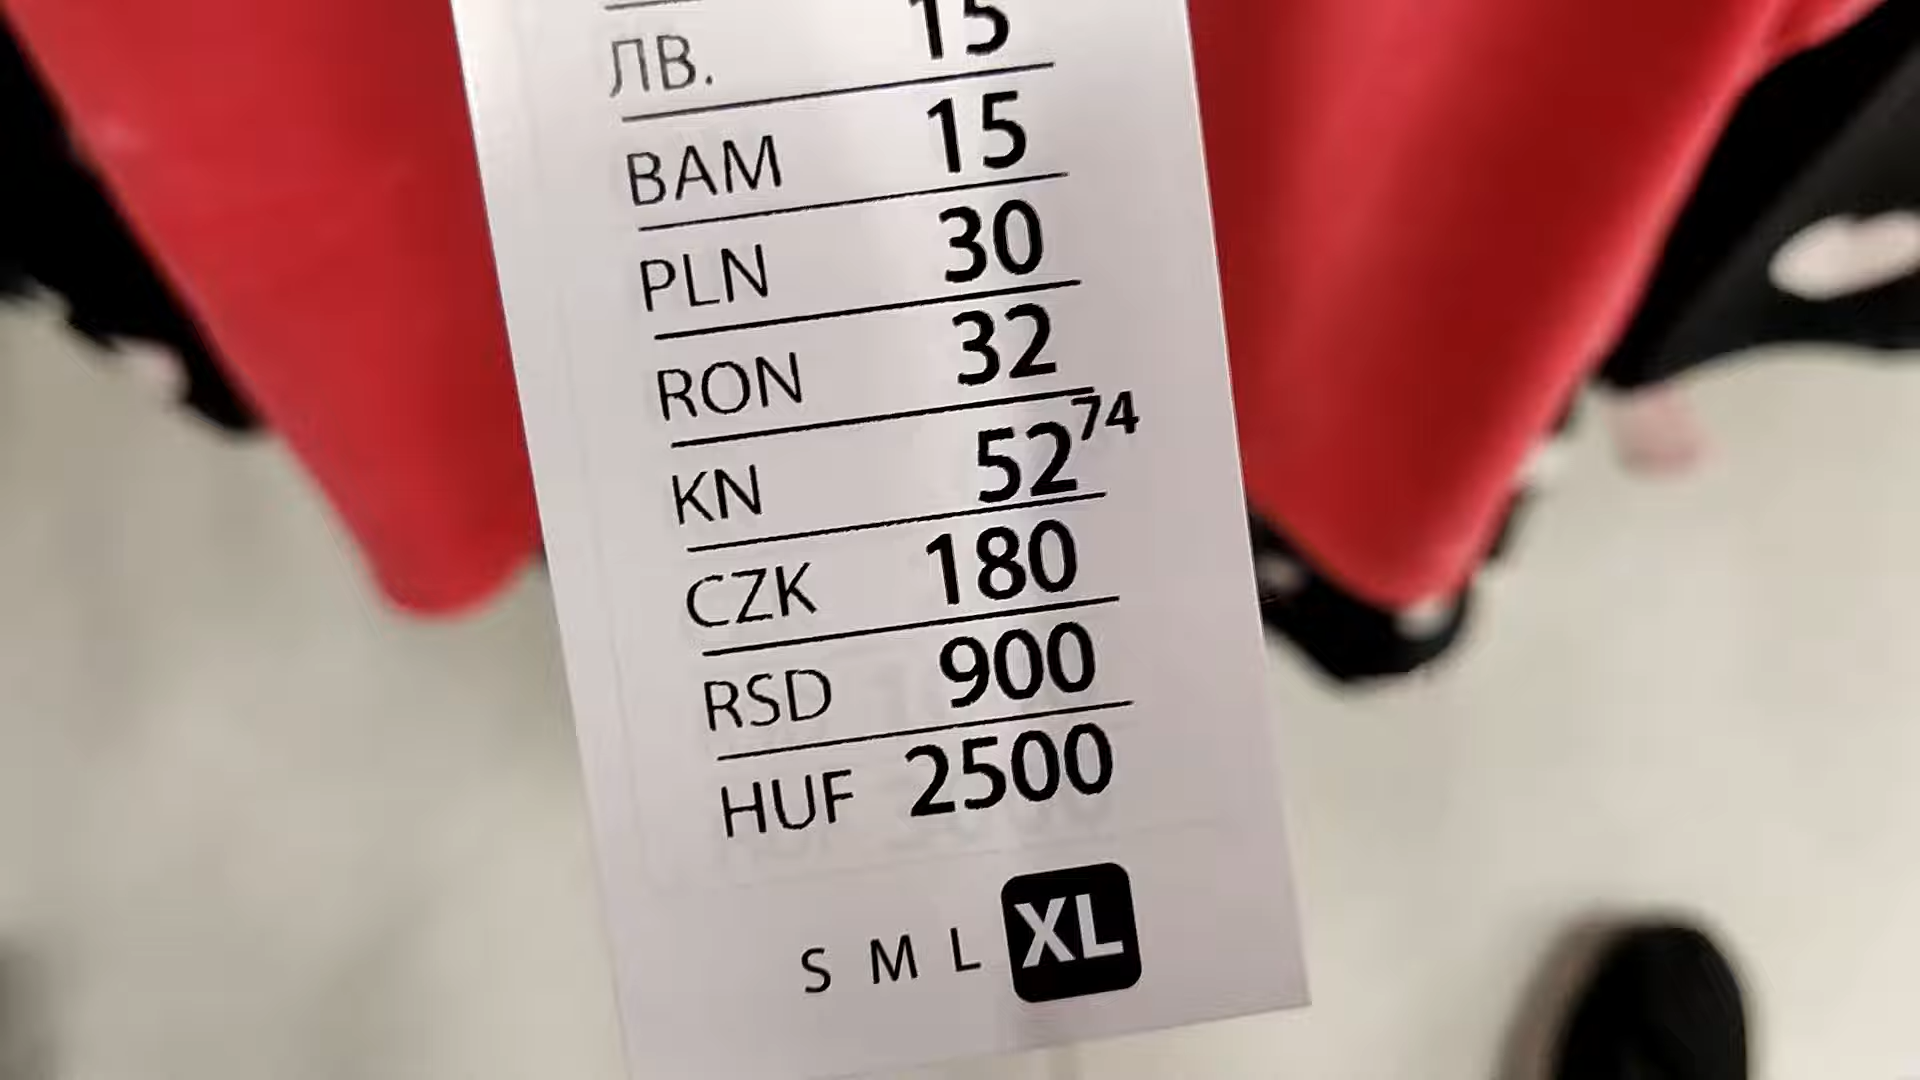 ЛВ. 15
BAM 15
PLN 30
RON 32
KN 52 74
CZK 180
RSD 900
HUF 2500
S M L XL